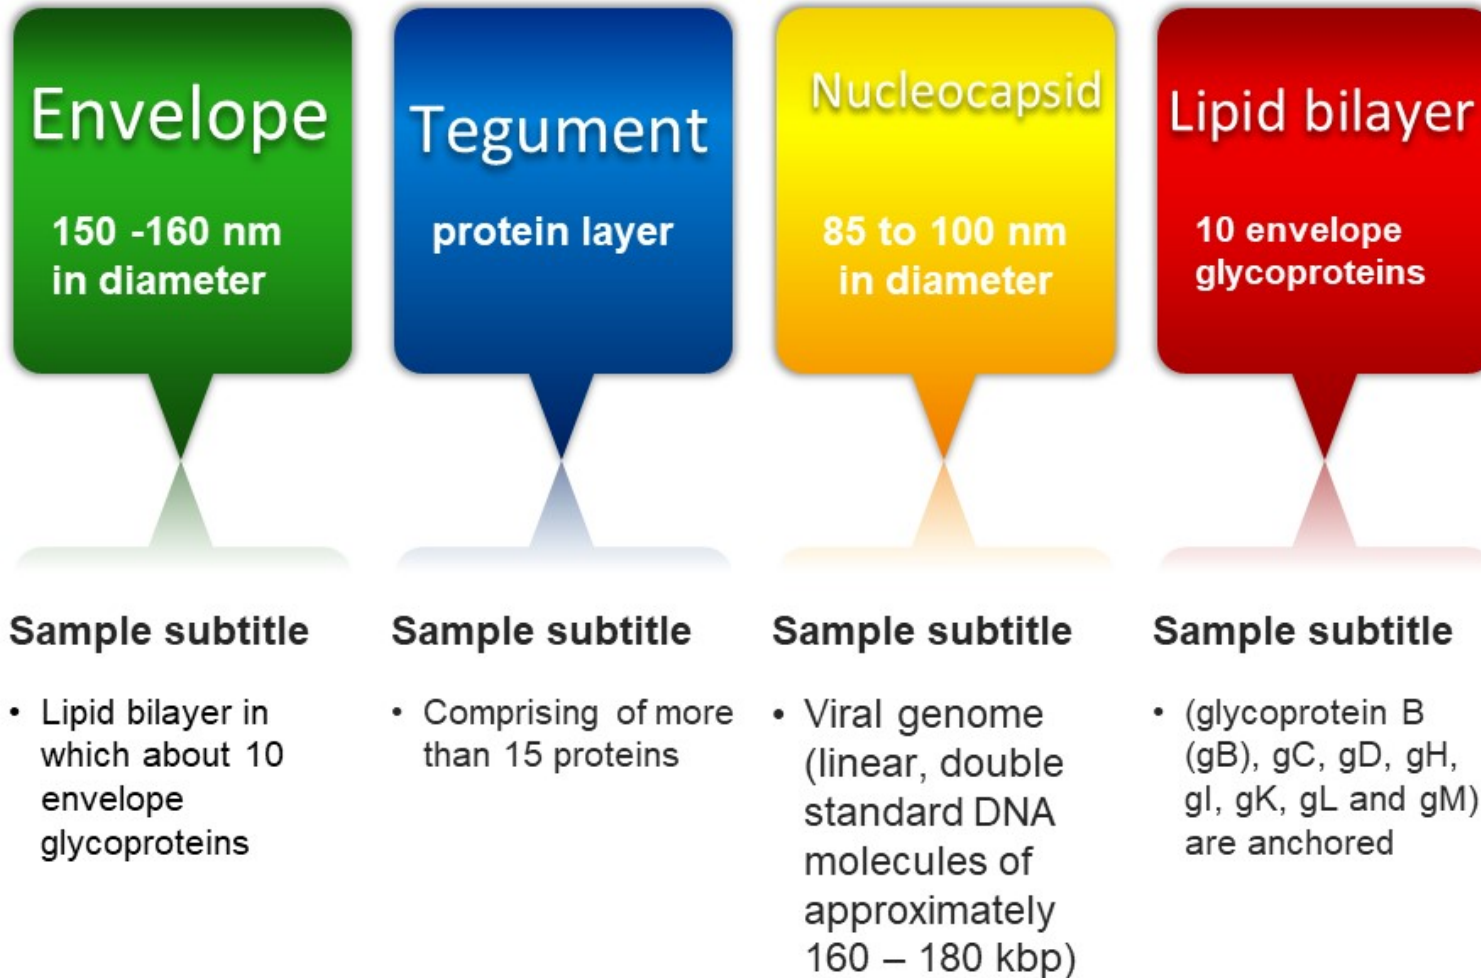 Envelope
150 -160 nm
in diameter
Tegument
protein layer
Nucleocapsid
85 to 100 nm
in diameter
Lipid bilayer
10 envelope
glycoproteins
Sample subtitle
• Lipid bilayer in
which about 10
envelope
glycoproteins
Sample subtitle
• Comprising of more
than 15 proteins
Sample subtitle
• Viral genome
(linear, double
standard DNA
molecules of
approximately
160 – 180 kbp)
Sample subtitle
• (glycoprotein B
(gB), gC, gD, gH,
gI, gK, gL and gM)
are anchored